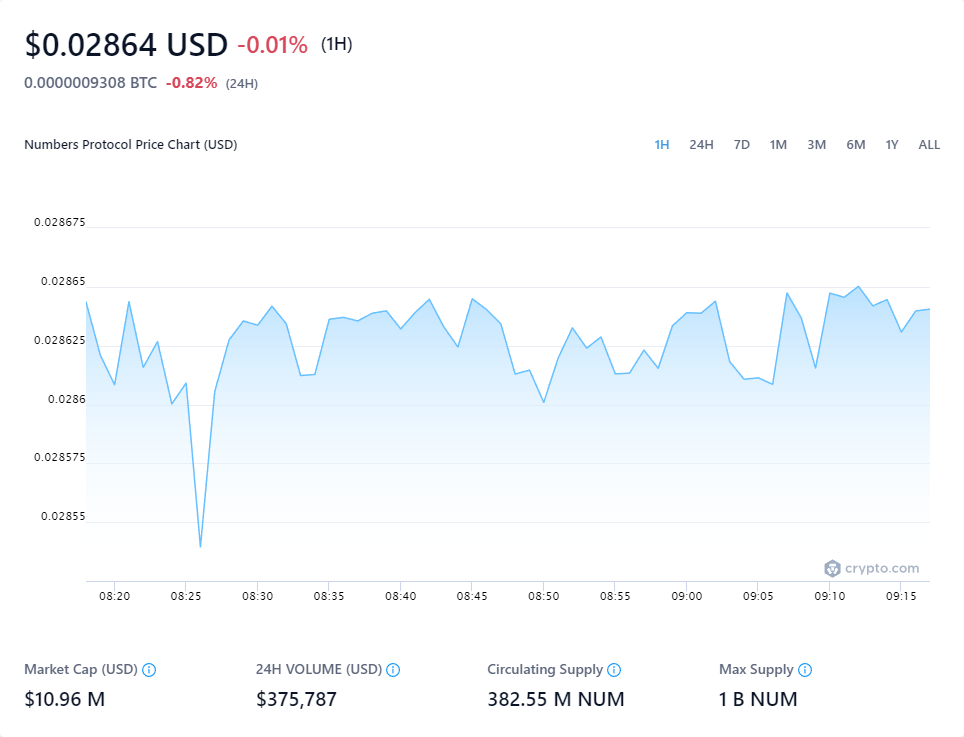 $0.02864 USD -0.01% (1H)
0.0000009308 BTC -0.82% (24H)
Numbers Protocol Price Chart (USD) 1H 24H 7D 1M 3M 6M 1Y ALL
0.028675
0.02865
0.028625
0.0286
0.028575
0.02855
crypto.com
08:20 08:25 08:30 08:35 08:40 08:45 08:50 08:55 09:00 09:05 09:10 09:15
Market Cap (USD) 24H VOLUME (USD) Circulating Supply Max Supply
$10.96 M $375,787 382.55 M NUM 1 B NUM